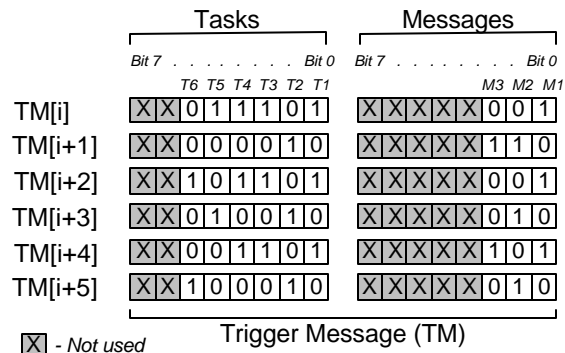 Tasks Messages
Bit 7 . . . . . . . . Bit 0 Bit 7 . . . . . . . . Bit 0
T6 T5 T4 T3 T2 T1 M3 M2 M1
TM[i] X X 0 1 1 1 0 1 X X X X X 0 0 1
TM[i+1] X X 0 0 0 0 1 0 X X X X X 1 1 0
TM[i+2] X X 1 0 1 1 0 1 X X X X X 0 0 1
TM[i+3] X X 0 1 0 0 1 0 X X X X X 0 1 0
TM[i+4] X X 0 0 1 1 0 1 X X X X X 1 0 1
TM[i+5] X X 1 0 0 0 1 0 X X X X X 0 1 0
Trigger Message (TM)
X - Not used